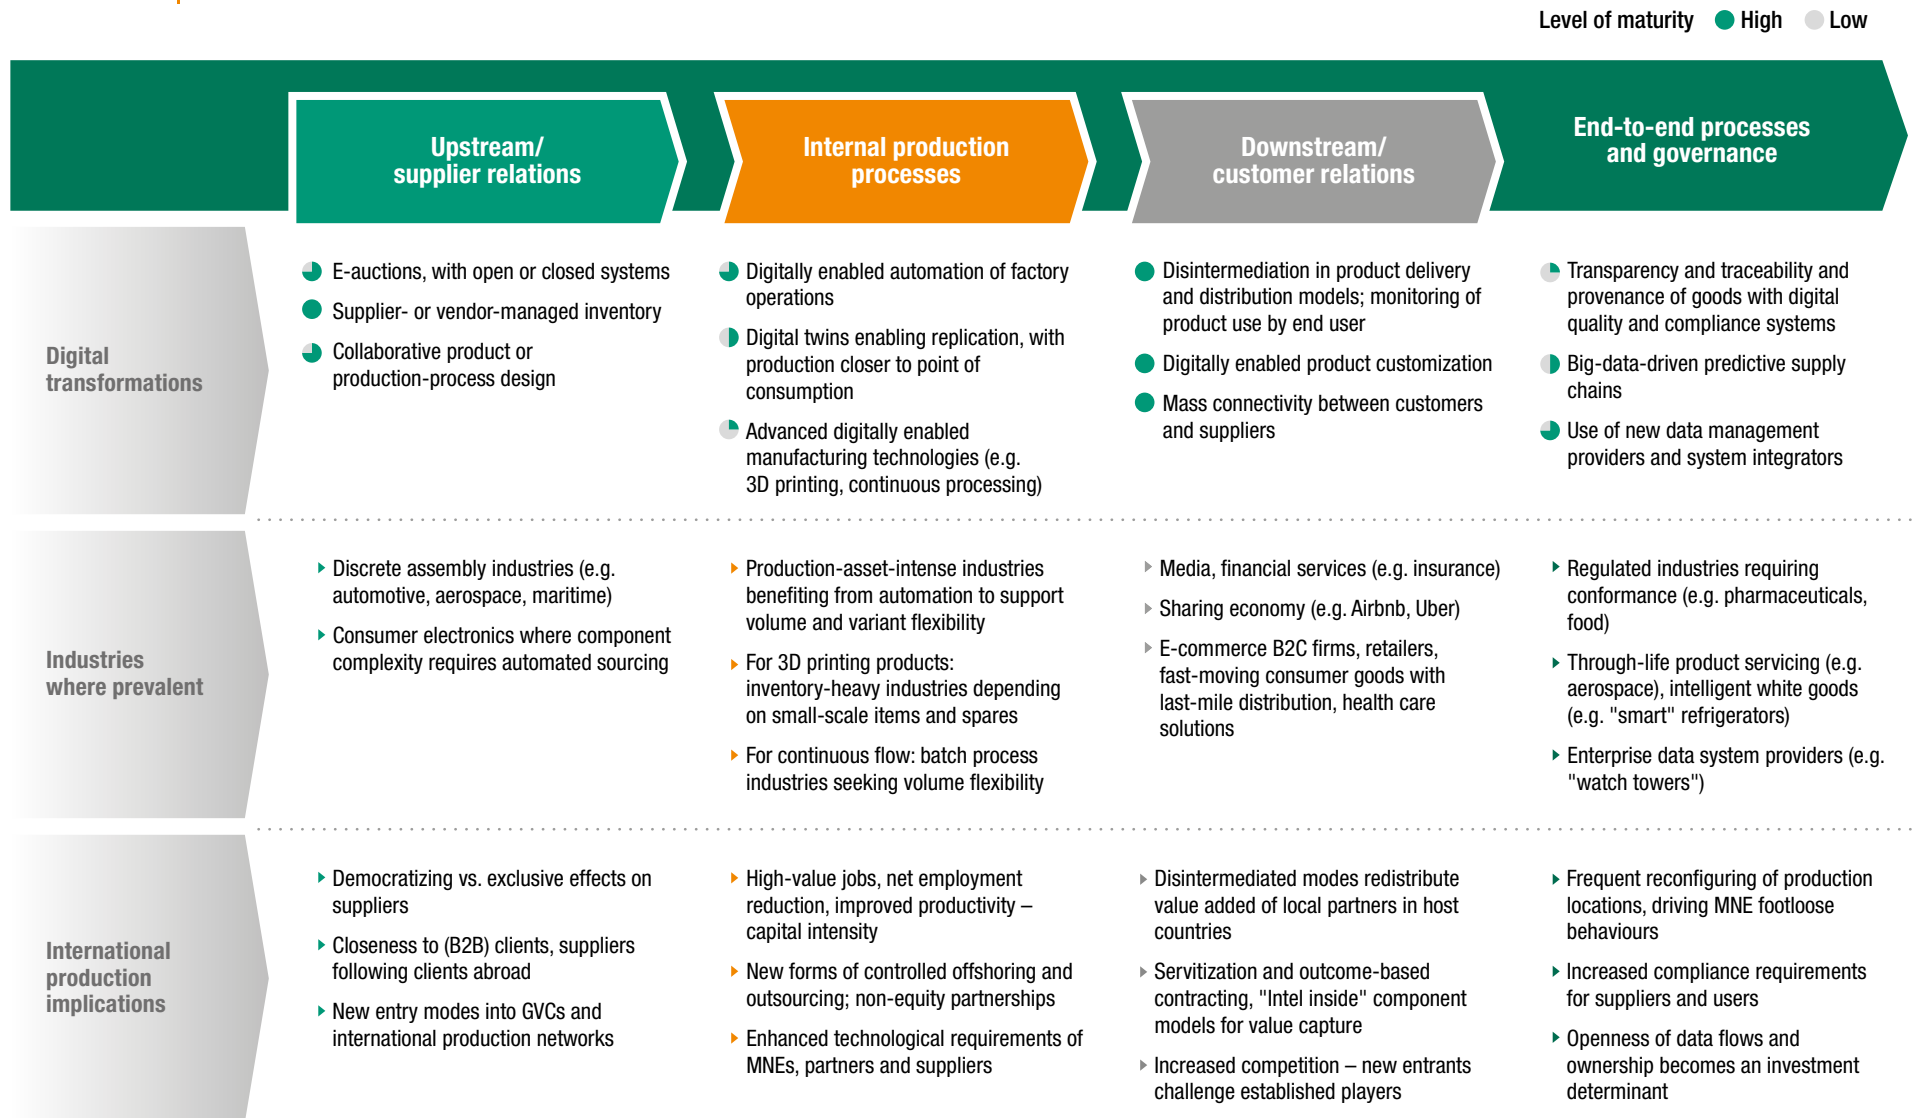 Level of maturity High Low
Upstream/
supplier relations
Internal production
processes
Downstream/
customer relations
End-to-end processes
and governance
Digital
transformations
E-auctions, with open or closed systems
Supplier- or vendor-managed inventory
Collaborative product or
production-process design
Digitally enabled automation of factory
operations
Digital twins enabling replication, with
production closer to point of
consumption
Advanced digitally enabled
manufacturing technologies (e.g.
3D printing, continuous processing)
Disintermediation in product delivery
and distribution models; monitoring of
product use by end user
Digitally enabled product customization
Mass connectivity between customers
and suppliers
Transparency and traceability and
provenance of goods with digital
quality and compliance systems
Big-data-driven predictive supply
chains
Use of new data management
providers and system integrators
Industries
where prevalent
Discrete assembly industries (e.g.
automotive, aerospace, maritime)
Consumer electronics where component
complexity requires automated sourcing
Production-asset-intense industries
benefiting from automation to support
volume and variant flexibility
For 3D printing products:
inventory-heavy industries depending
on small-scale items and spares
For continuous flow: batch process
industries seeking volume flexibility
Media, financial services (e.g. insurance)
Sharing economy (e.g. Airbnb, Uber)
E-commerce B2C firms, retailers,
fast-moving consumer goods with
last-mile distribution, health care
solutions
Regulated industries requiring
conformance (e.g. pharmaceuticals,
food)
Through-life product servicing (e.g.
aerospace), intelligent white goods
(e.g. "smart" refrigerators)
Enterprise data system providers (e.g.
"watch towers")
International
production
implications
Democratizing vs. exclusive effects on
suppliers
Closeness to (B2B) clients, suppliers
following clients abroad
New entry modes into GVCs and
international production networks
High-value jobs, net employment
reduction, improved productivity –
capital intensity
New forms of controlled offshoring and
outsourcing; non-equity partnerships
Enhanced technological requirements of
MNEs, partners and suppliers
Disintermediated modes redistribute
value added of local partners in host
countries
Servitization and outcome-based
contracting, "Intel inside" component
models for value capture
Increased competition – new entrants
challenge established players
Frequent reconfiguring of production
locations, driving MNE footloose
behaviours
Increased compliance requirements
for suppliers and users
Openness of data flows and
ownership becomes an investment
determinant